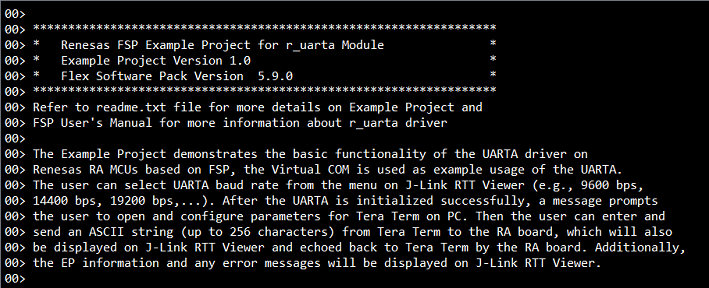 00>
00> ****************************************************************
00> *   Renesas FSP Example Project for r_uarta Module             *
00> *   Example Project Version 1.0                                *
00> *   Flex Software Pack Version  5.9.0                          *
00> ****************************************************************
00> Refer to readme.txt file for more details on Example Project and
00> FSP User's Manual for more information about r_uarta driver
00>
00> The Example Project demonstrates the basic functionality of the UARTA driver on
00> Renesas RA MCUs based on FSP, the Virtual COM is used as example usage of the UARTA.
00> The user can select UARTA baud rate from the menu on J-Link RTT Viewer (e.g., 9600 bps,
00> 14400 bps, 19200 bps,...). After the UARTA is initialized successfully, a message prompts
00> the user to open and configure parameters for Tera Term on PC. Then the user can enter and
00> send an ASCII string (up to 256 characters) from Tera Term to the RA board, which will also
00> be displayed on J-Link RTT Viewer and echoed back to Tera Term by the RA board. Additionally,
00> the EP information and any error messages will be displayed on J-Link RTT Viewer.
00>